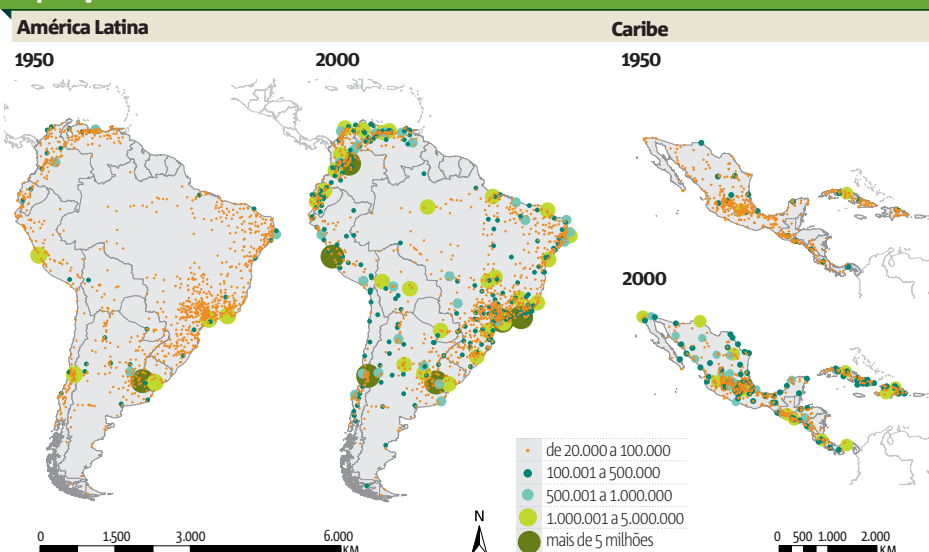 América Latina
Caribe
1950
2000
1950
2000
de 20.000 a 100.000
100.001 a 500.000
500.001 a 1.000.000
1.000.001 a 5.000.000
mais de 5 milhões
N
0 1.500 3.000 6.000
KM
0 500 1.000 2.000
KM